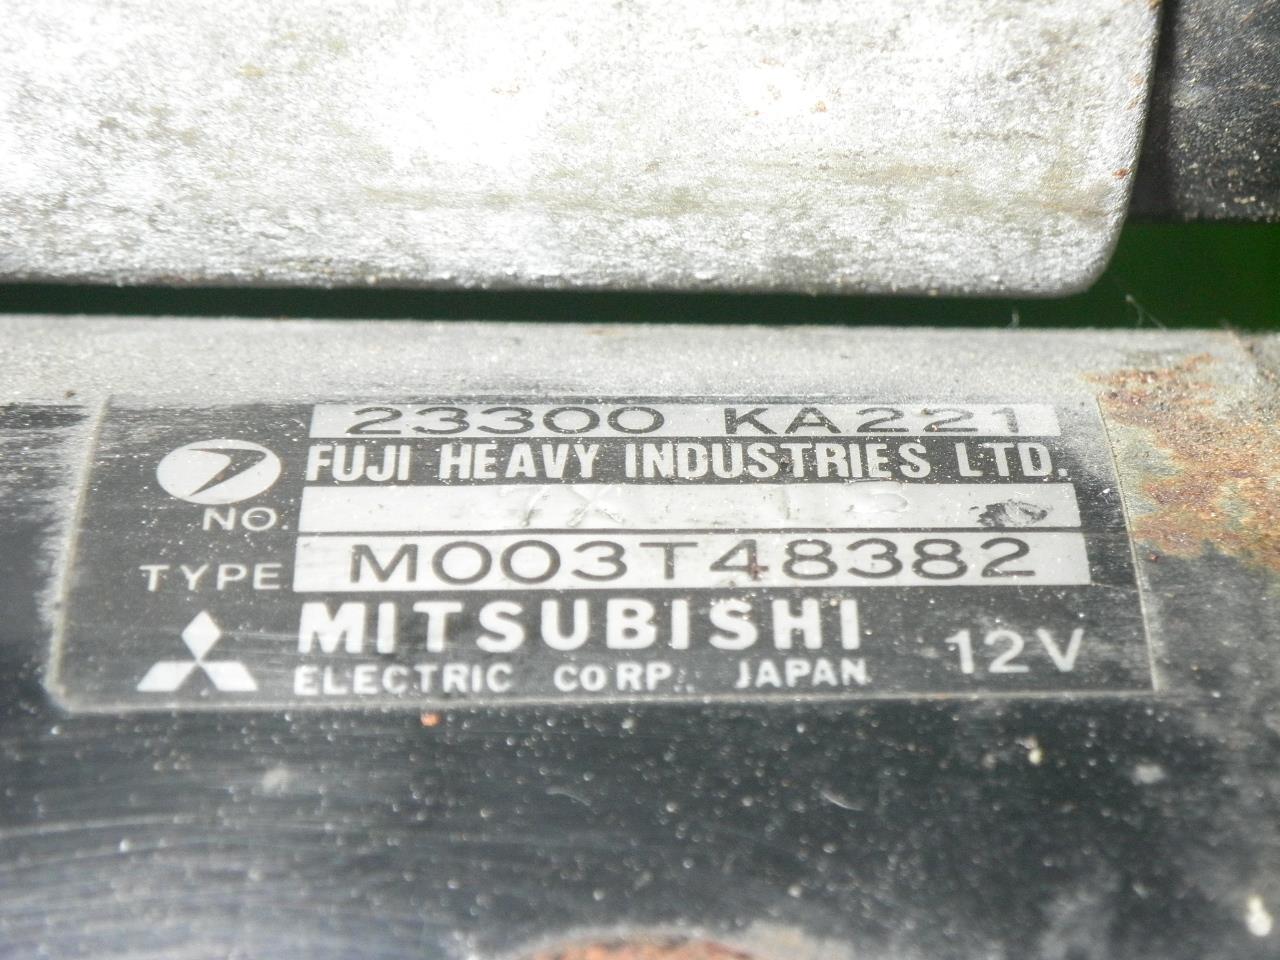 23300 KA221
FUJI HEAVY INDUSTRIES LTD.
NO.
TYPE M003T48382
MITSUBISHI
ELECTRIC CORP., JAPAN 12V